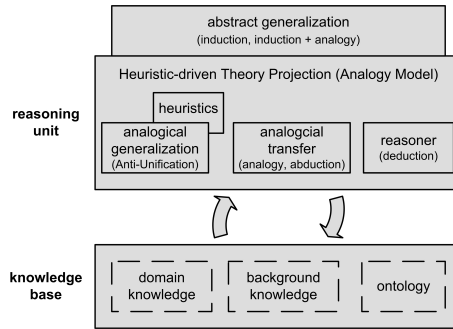 abstract generalization
(induction, induction + analogy)
Heuristic-driven Theory Projection (Analogy Model)
reasoning
unit
heuristics
analogical
generalization
(Anti-Unification)
analogcial
transfer
(analogy, abduction)
reasoner
(deduction)
knowledge
base
domain
knowledge
background
knowledge
ontology